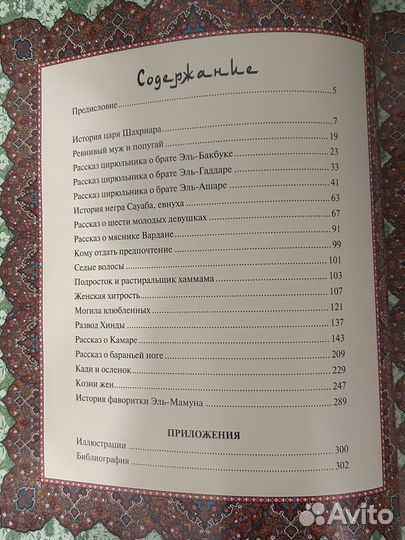 Содержание
Предисловие.....5
История царя Шахриара.....7
Ревнивый муж и попугай.....19
Рассказ цирюльника о брате Эль-Бакбуке.....23
Рассказ цирюльника о брате Эль-Гаддаре.....33
Рассказ цирюльника о брате Эль-Ашаре.....41
История негра Сауаба, евнуха.....63
Рассказ о шести молодых девушках.....67
Рассказ о мяснике Вардане.....91
Кому отдать предпочтение.....99
Седые волосы.....101
Подросток и растиральщик хаммама.....103
Женская хитрость.....107
Могила влюбленных.....121
Развод Хинды.....137
Рассказ о Камаре.....143
Рассказ о бараньей ноге.....209
Кади и осленок.....229
Козни жен.....247
История фаворитки Эль-Мамуна.....289
ПРИЛОЖЕНИЯ
Иллюстрации.....300
Библиография.....302
Avito